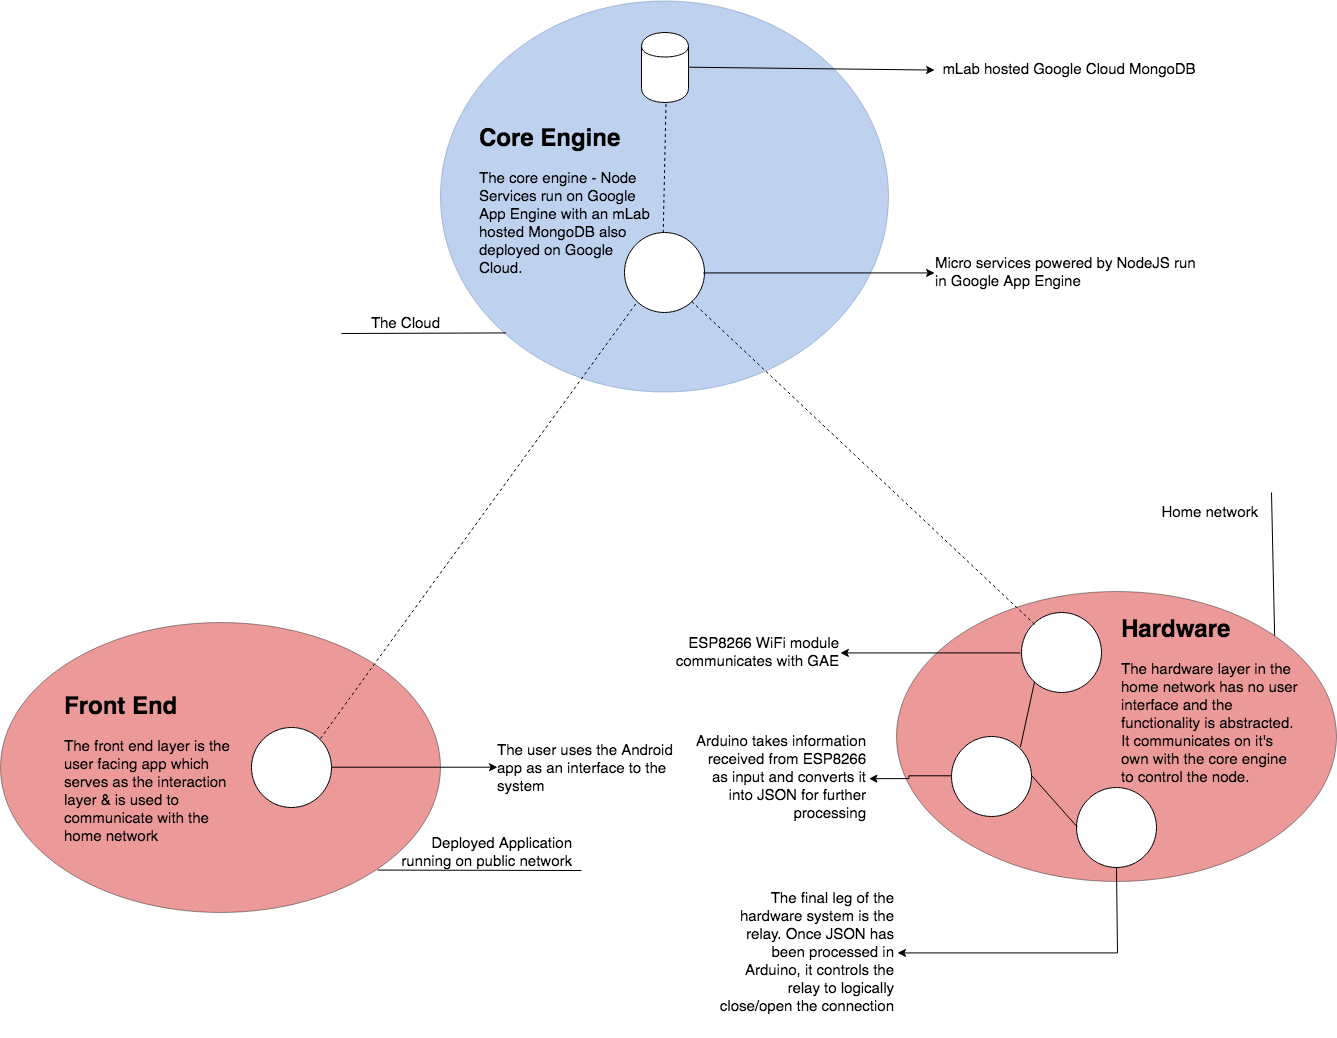 mLab hosted Google Cloud MongoDB
Core Engine
The core engine - Node
Services run on Google
App Engine with an mLab
hosted MongoDB also
deployed on Google
Cloud.
Micro services powered by NodeJS run
in Google App Engine
The Cloud
Home network
Hardware
The hardware layer in the
home network has no user
interface and the
functionality is abstracted.
It communicates on it's
own with the core engine
to control the node.
ESP8266 WiFi module
communicates with GAE
Front End
The front end layer is the
user facing app which
serves as the interaction
layer & is used to
communicate with the
home network
The user uses the Android
app as an interface to the
system
Arduino takes information
received from ESP8266
as input and converts it
into JSON for further
processing
Deployed Application
running on public network
The final leg of the
hardware system is the
relay. Once JSON has
been processed in
Arduino, it controls the
relay to logically
close/open the connection